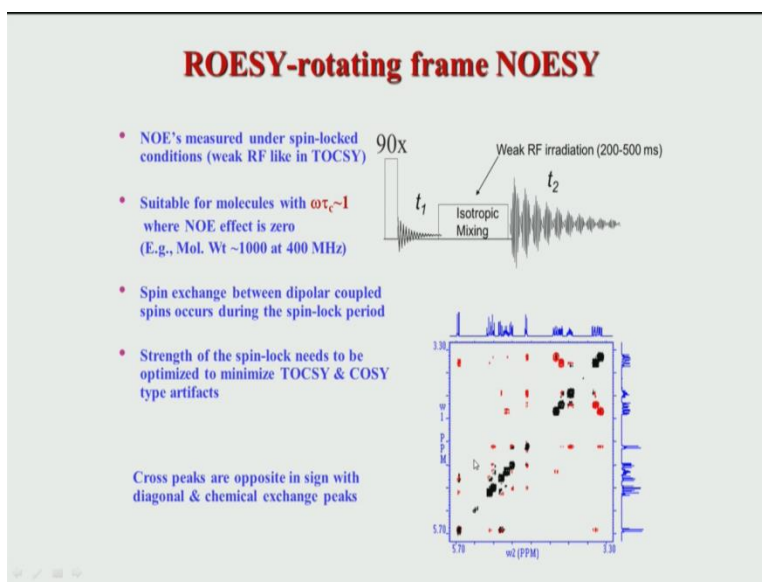 ROESY-rotating frame NOESY
• NOE's measured under spin-locked
conditions (weak RF like in TOCSY)
• Suitable for molecules with ωτc~1
where NOE effect is zero
(E.g., Mol. Wt ~1000 at 400 MHz)
• Spin exchange between dipolar coupled
spins occurs during the spin-lock period
• Strength of the spin-lock needs to be
optimized to minimize TOCSY & COSY
type artifacts
Cross peaks are opposite in sign with
diagonal & chemical exchange peaks
90x
Weak RF irradiation (200-500 ms)
t1
t2
Isotropic
Mixing
3.30
w
1
P
P
M
5.70
5.70
w2 (PPM)
3.30